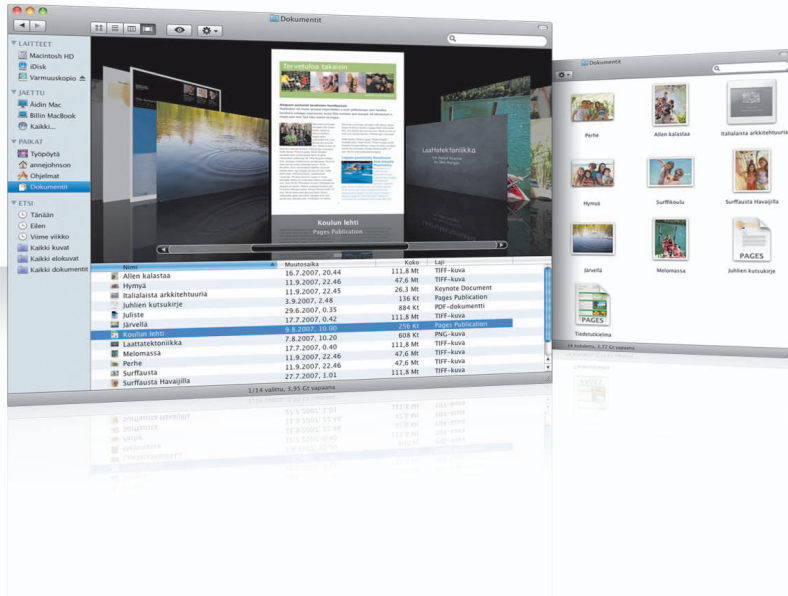 Dokumentit
LAITTEET
Macintosh HD
iDisk
Varmuuskopio
JAETTU
Äidin Mac
Billin MacBook
Kaikki...
PAIKAT
Työpöytä
annejohnson
Ohjelmat
Dokumentit
ETSI
Tänään
Eilen
Viime viikko
Kaikki kuvat
Kaikki elokuvat
Kaikki dokumentit
Tervetuloa takaisin
Laattatektoniikka
Koulun lehti
Pages Publication
Nimi Muutosaika Koko Laji
Allen kalastaa 16.7.2007, 20.44 111,8 Mt TIFF-kuva
Hymyä 11.9.2007, 22.46 47,6 Mt TIFF-kuva
Italialaista arkkitehtuuria 11.9.2007, 22.45 26,3 Mt Keynote Document
Juhlien kutsukirje 3.9.2007, 2.48 136 Kt Pages Publication
Juliste 29.6.2007, 0.35 884 Kt PDF-dokumentti
Järvellä 17.7.2007, 0.42 111,8 Mt TIFF-kuva
Koulun lehti 9.8.2007, 10.00 256 Kt Pages Publication
Laattatektoniikka 7.8.2007, 10.20 608 Kt PNG-kuva
Melomassa 17.7.2007, 0.40 111,8 Mt TIFF-kuva
Perhe 11.9.2007, 22.46 47,6 Mt TIFF-kuva
Surffausta 11.9.2007, 22.46 47,6 Mt TIFF-kuva
Surffausta Havaijilla 27.7.2007, 1.01 111,8 Mt TIFF-kuva
1/14 valittu, 3,95 Gt vapaana
Dokumentit
Perhe
Allen kalastaa
Italialaista arkkitehtuuria
Hymyä
Surffikoulu
Surffausta Havaijilla
Järvellä
Melomassa
PAGES
Juhlien kutsukirje
PAGES
Tiedetutkielma